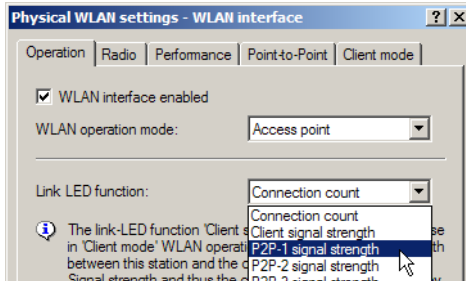 Physical WLAN settings - WLAN interface
Operation Radio Performance Point-to-Point Client mode
WLAN interface enabled
WLAN operation mode: Access point
Link LED function: Connection count
Connection count
The link-LED function 'Client s Client signal strength se
in 'Client mode' WLAN operati P2P-1 signal strength th
between this station and the c P2P-2 signal strength
Signal strength and thus the